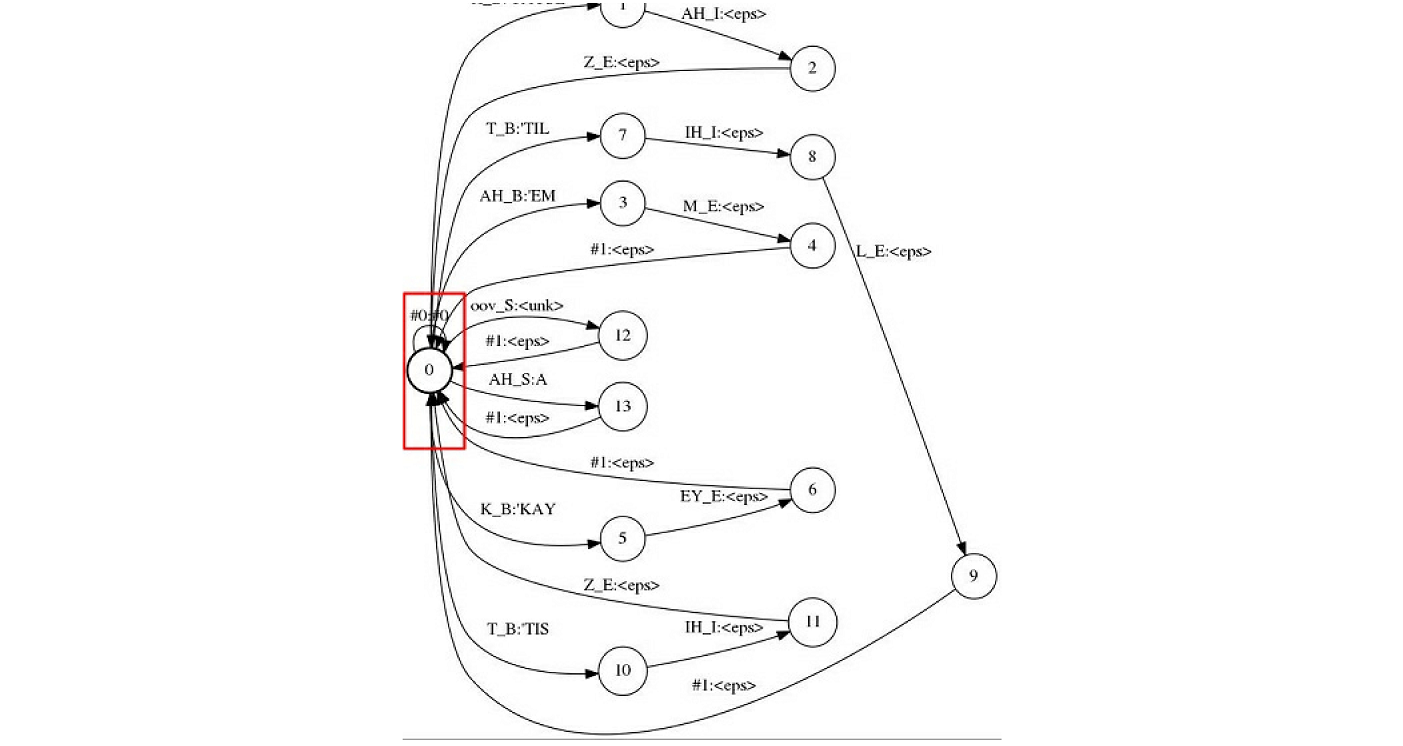 1
AH_I:<eps>
Z_E:<eps>
2
T_B:'TIL
7
IH_I:<eps>
8
AH_B:'EM
3
M_E:<eps>
4
#1:<eps>
L_E:<eps>
#0:#0
oov_S:<unk>
12
#1:<eps>
0
AH_S:A
13
#1:<eps>
#1:<eps>
6
EY_E:<eps>
K_B:'KAY
5
9
Z_E:<eps>
11
IH_I:<eps>
T_B:'TIS
10
#1:<eps>